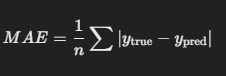 MAE = \frac{1}{n} \sum |y_{\text{true}} - y_{\text{pred}}|